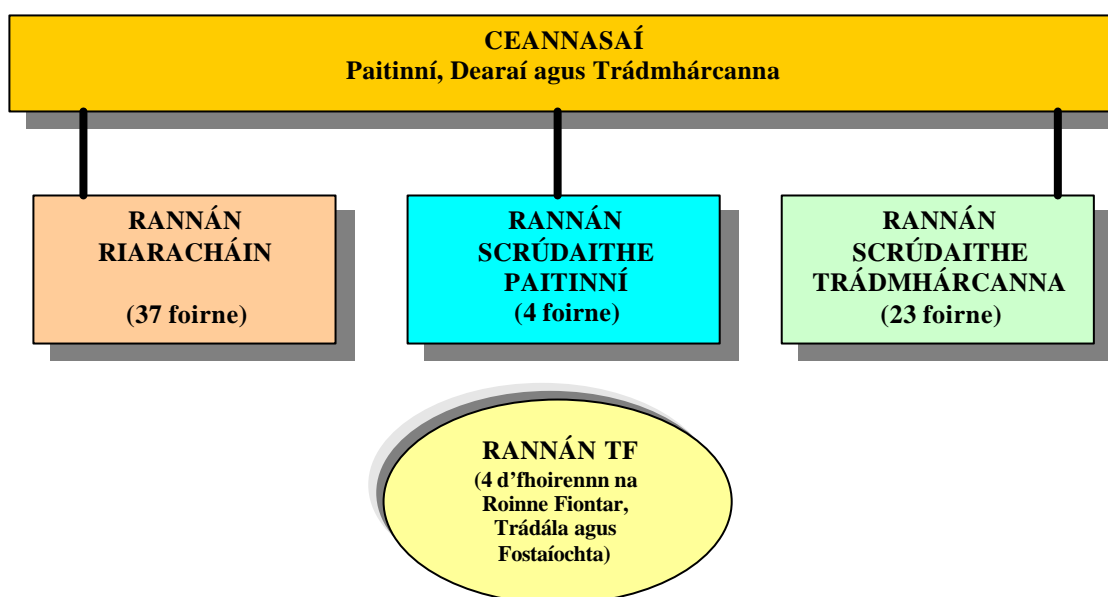 CEANNASAÍ
Paitinní, Dearaí agus Trádmhárcanna
RANNÁN
RIARACHÁIN
(37 foirne)
RANNÁN
SCRÚDAITHE
PAITINNÍ
(4 foirne)
RANNÁN
SCRÚDAITHE
TRÁDMHÁRCANNA
(23 foirne)
RANNÁN TF
(4 d'fhoirennn na
Roinne Fiontar,
Trádála agus
Fostaíochta)